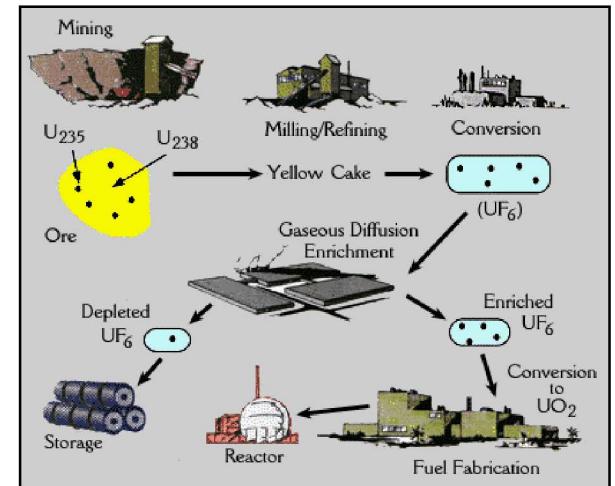 Mining
Milling/Refining
Conversion
U235
U238
Yellow Cake
(UF6)
Ore
Gaseous Diffusion
Enrichment
Depleted
UF6
Enriched
UF6
Conversion
to
UO2
Storage
Reactor
Fuel Fabrication